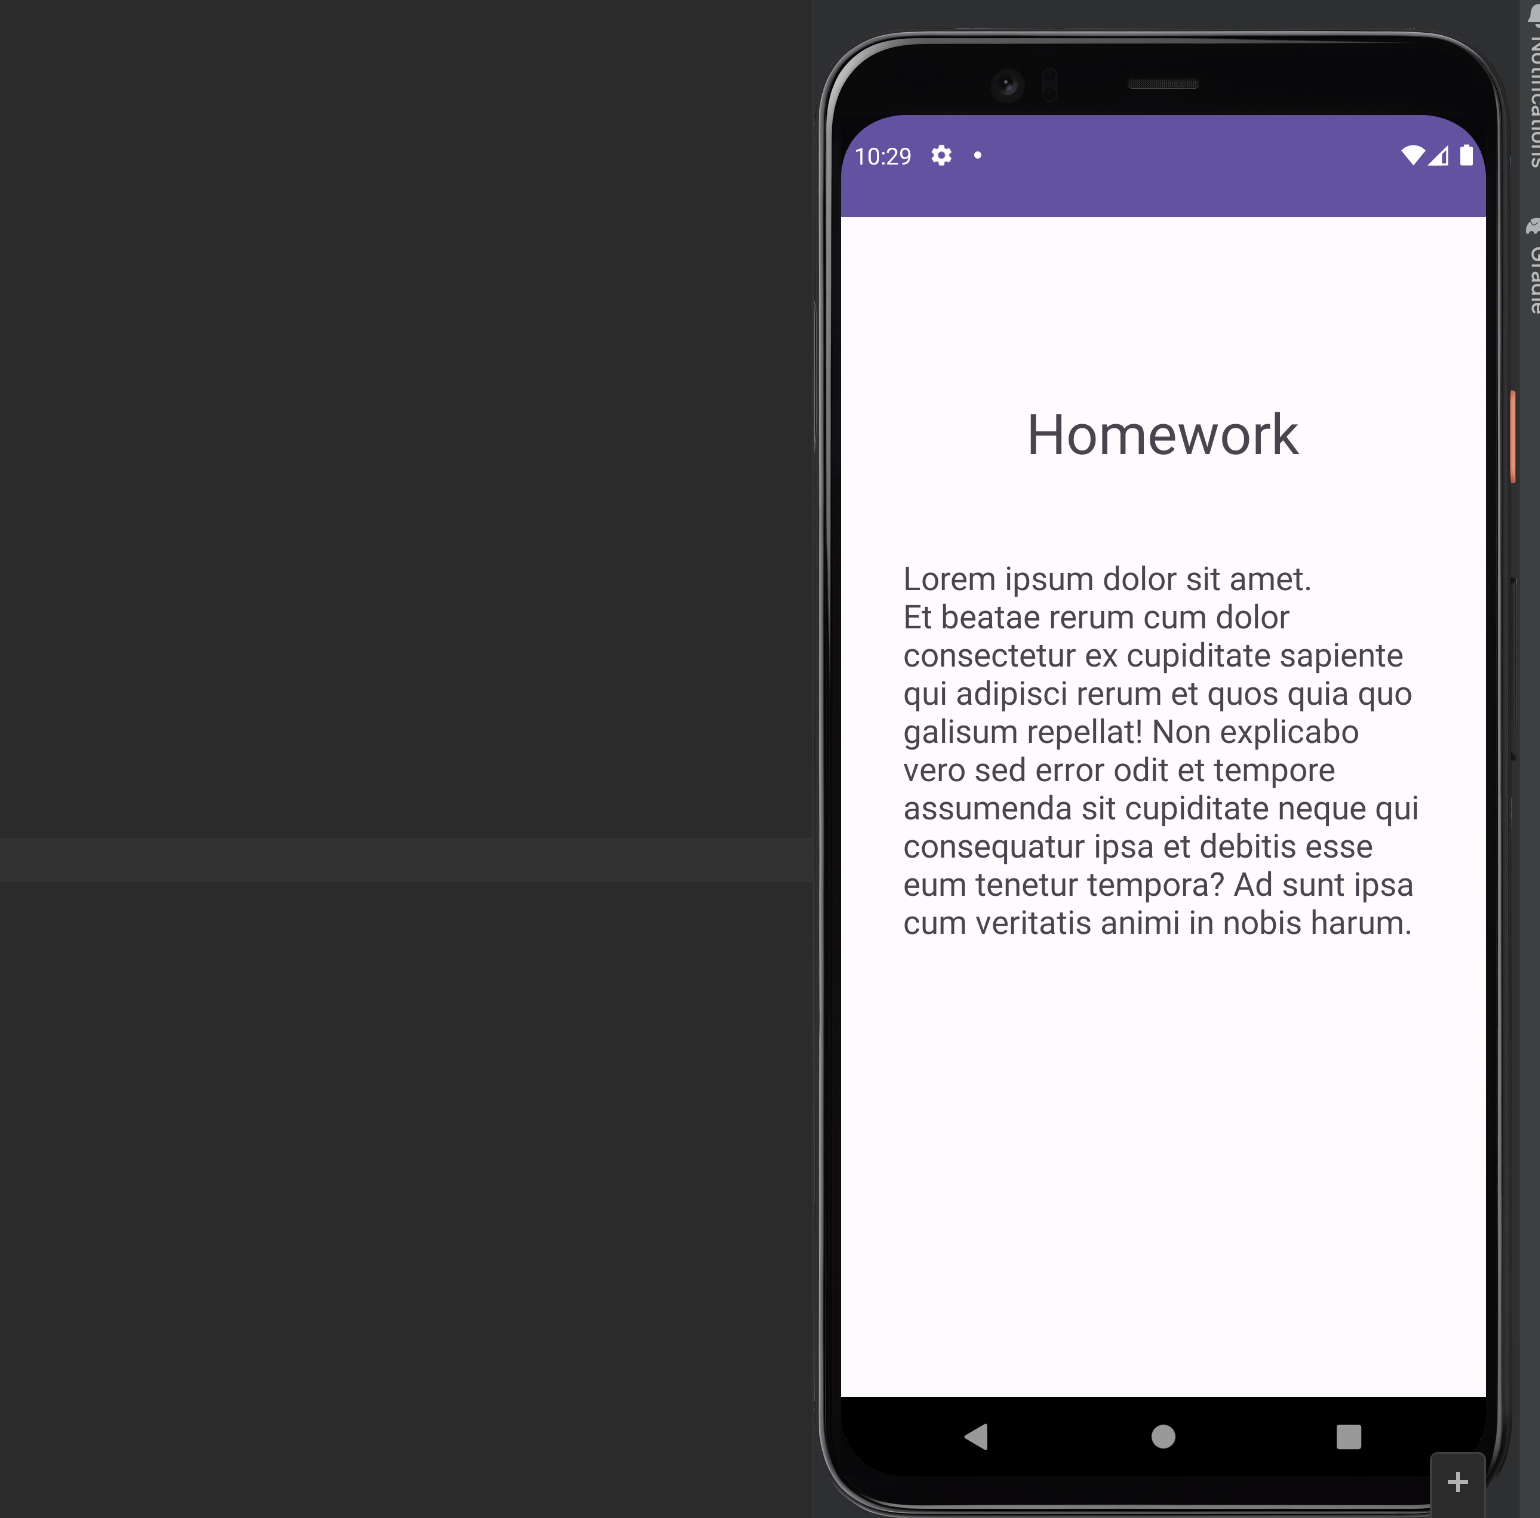 Notifications
10:29
Gradle
Homework
Lorem ipsum dolor sit amet.
Et beatae rerum cum dolor
consectetur ex cupiditate sapiente
qui adipisci rerum et quos quia quo
galisum repellat! Non explicabo
vero sed error odit et tempore
assumenda sit cupiditate neque qui
consequatur ipsa et debitis esse
eum tenetur tempora? Ad sunt ipsa
cum veritatis animi in nobis harum.